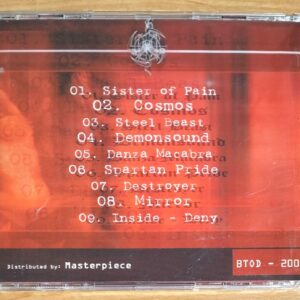 01. Sister of Pain
02. Cosmos
03. Steel Beast
04. Demonsound
05. Danza Macabra
06. Spartan Pride
07. Destroyer
08. Mirror
09. Inside - Deny
Distributed by: Masterpiece
BTOD - 200